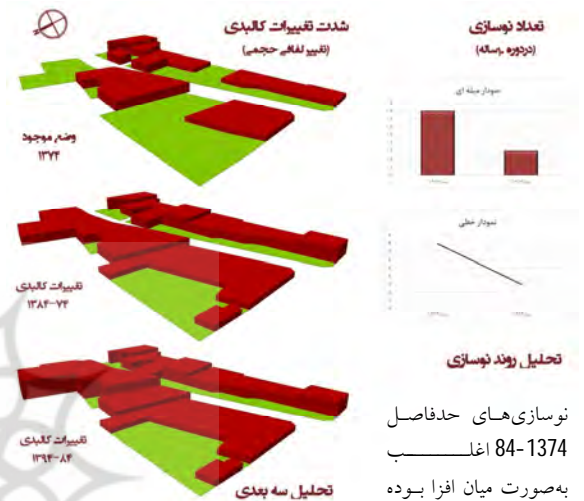 تعداد نوسازی
(دردوره ۱۰ساله)
نمودار میله ای
نمودار خطی
تحلیل روند نوسازی
نوسازی‌های حدفاصل
84-1374 اغلب
به‌صورت میان افزا بوده
شدت تغییرات کالبدی
(تغییر لفافی حجمی)
وضع موجود
۱۳۷۴
تغییرات کالبدی
۱۳۸۴-۷۴
تغییرات کالبدی
۱۳۹۴-۸۴
تحلیل سه بعدی